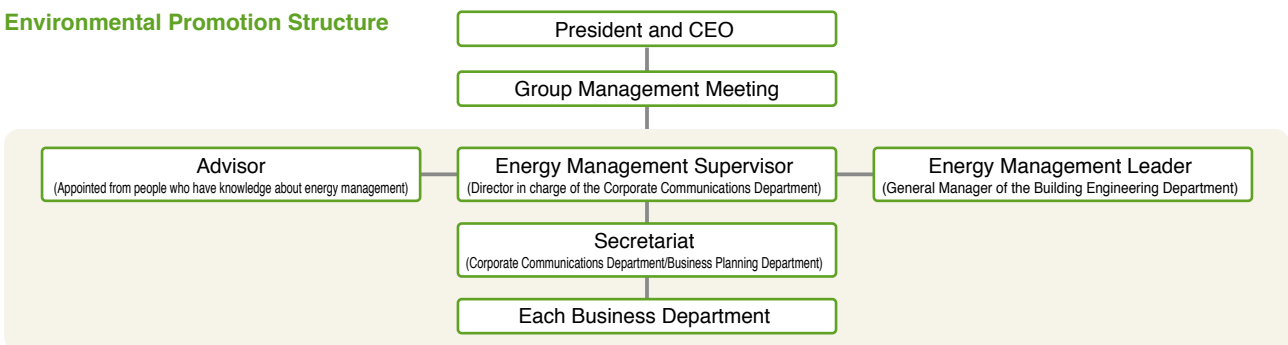 Environmental Promotion Structure
President and CEO
Group Management Meeting
Advisor
(Appointed from people who have knowledge about energy management)
Energy Management Supervisor
(Director in charge of the Corporate Communications Department)
Energy Management Leader
(General Manager of the Building Engineering Department)
Secretariat
(Corporate Communications Department/Business Planning Department)
Each Business Department